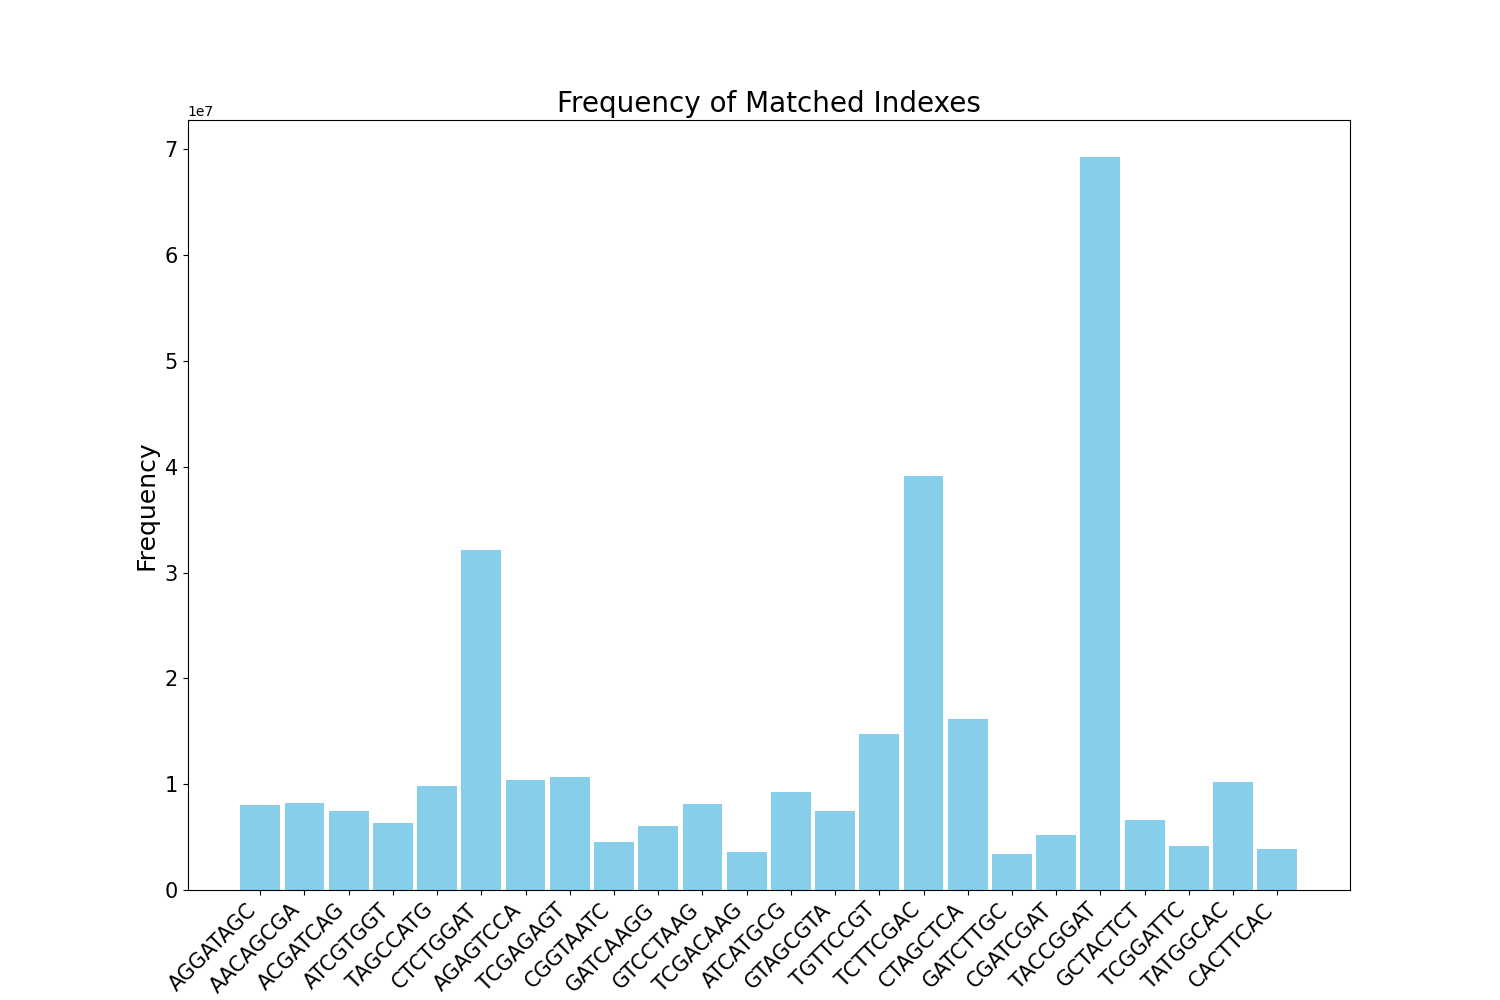 Frequency of Matched Indexes
1e7
7
6
5
4
3
2
1
0
Frequency
AGGATAGC
AACAGCGA
ACGATCAG
ATCGTGGT
TAGCCATG
CTCTGGAT
AGAGTCCA
TCGAGAGT
CGGTAATC
GATCAAGG
GTCCTAAG
TCGACAAG
ATCATGCG
GTAGCGTA
TGTTCCGT
TCTTCGAC
CTAGCTCA
GATCTTGC
CGATCGAT
TACCGGAT
GCTACTCT
TCGGATTC
TATGGCAC
CACTTCAC